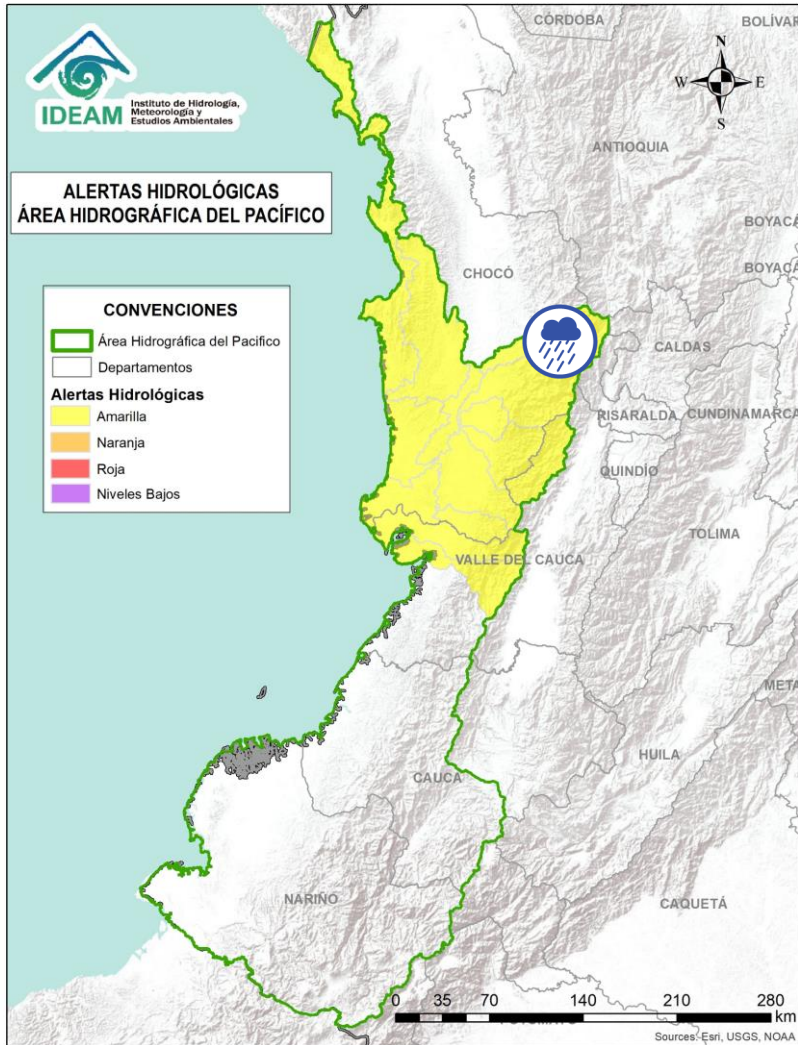 IDEAM
Instituto de Hidrología,
Meteorología y
Estudios Ambientales
ALERTAS HIDROLÓGICAS
ÁREA HIDROGRÁFICA DEL PACÍFICO
CONVENCIONES
Área Hidrográfica del Pacifico
Departamentos
Alertas Hidrológicas
Amarilla
Naranja
Roja
Niveles Bajos
N
W E
S
CÓRDOBA
BOLÍVAR
ANTIOQUIA
BOYACÁ
BOYACÁ
CHOCÓ
CALDAS
RISARALDA
CUNDINAMARCA
QUINDÍO
TOLIMA
VALLE DEL CAUCA
META
HUILA
CAUCA
NARIÑO
CAQUETÁ
0 35 70 140 210 280
km
Sources: Esri, USGS, NOAA